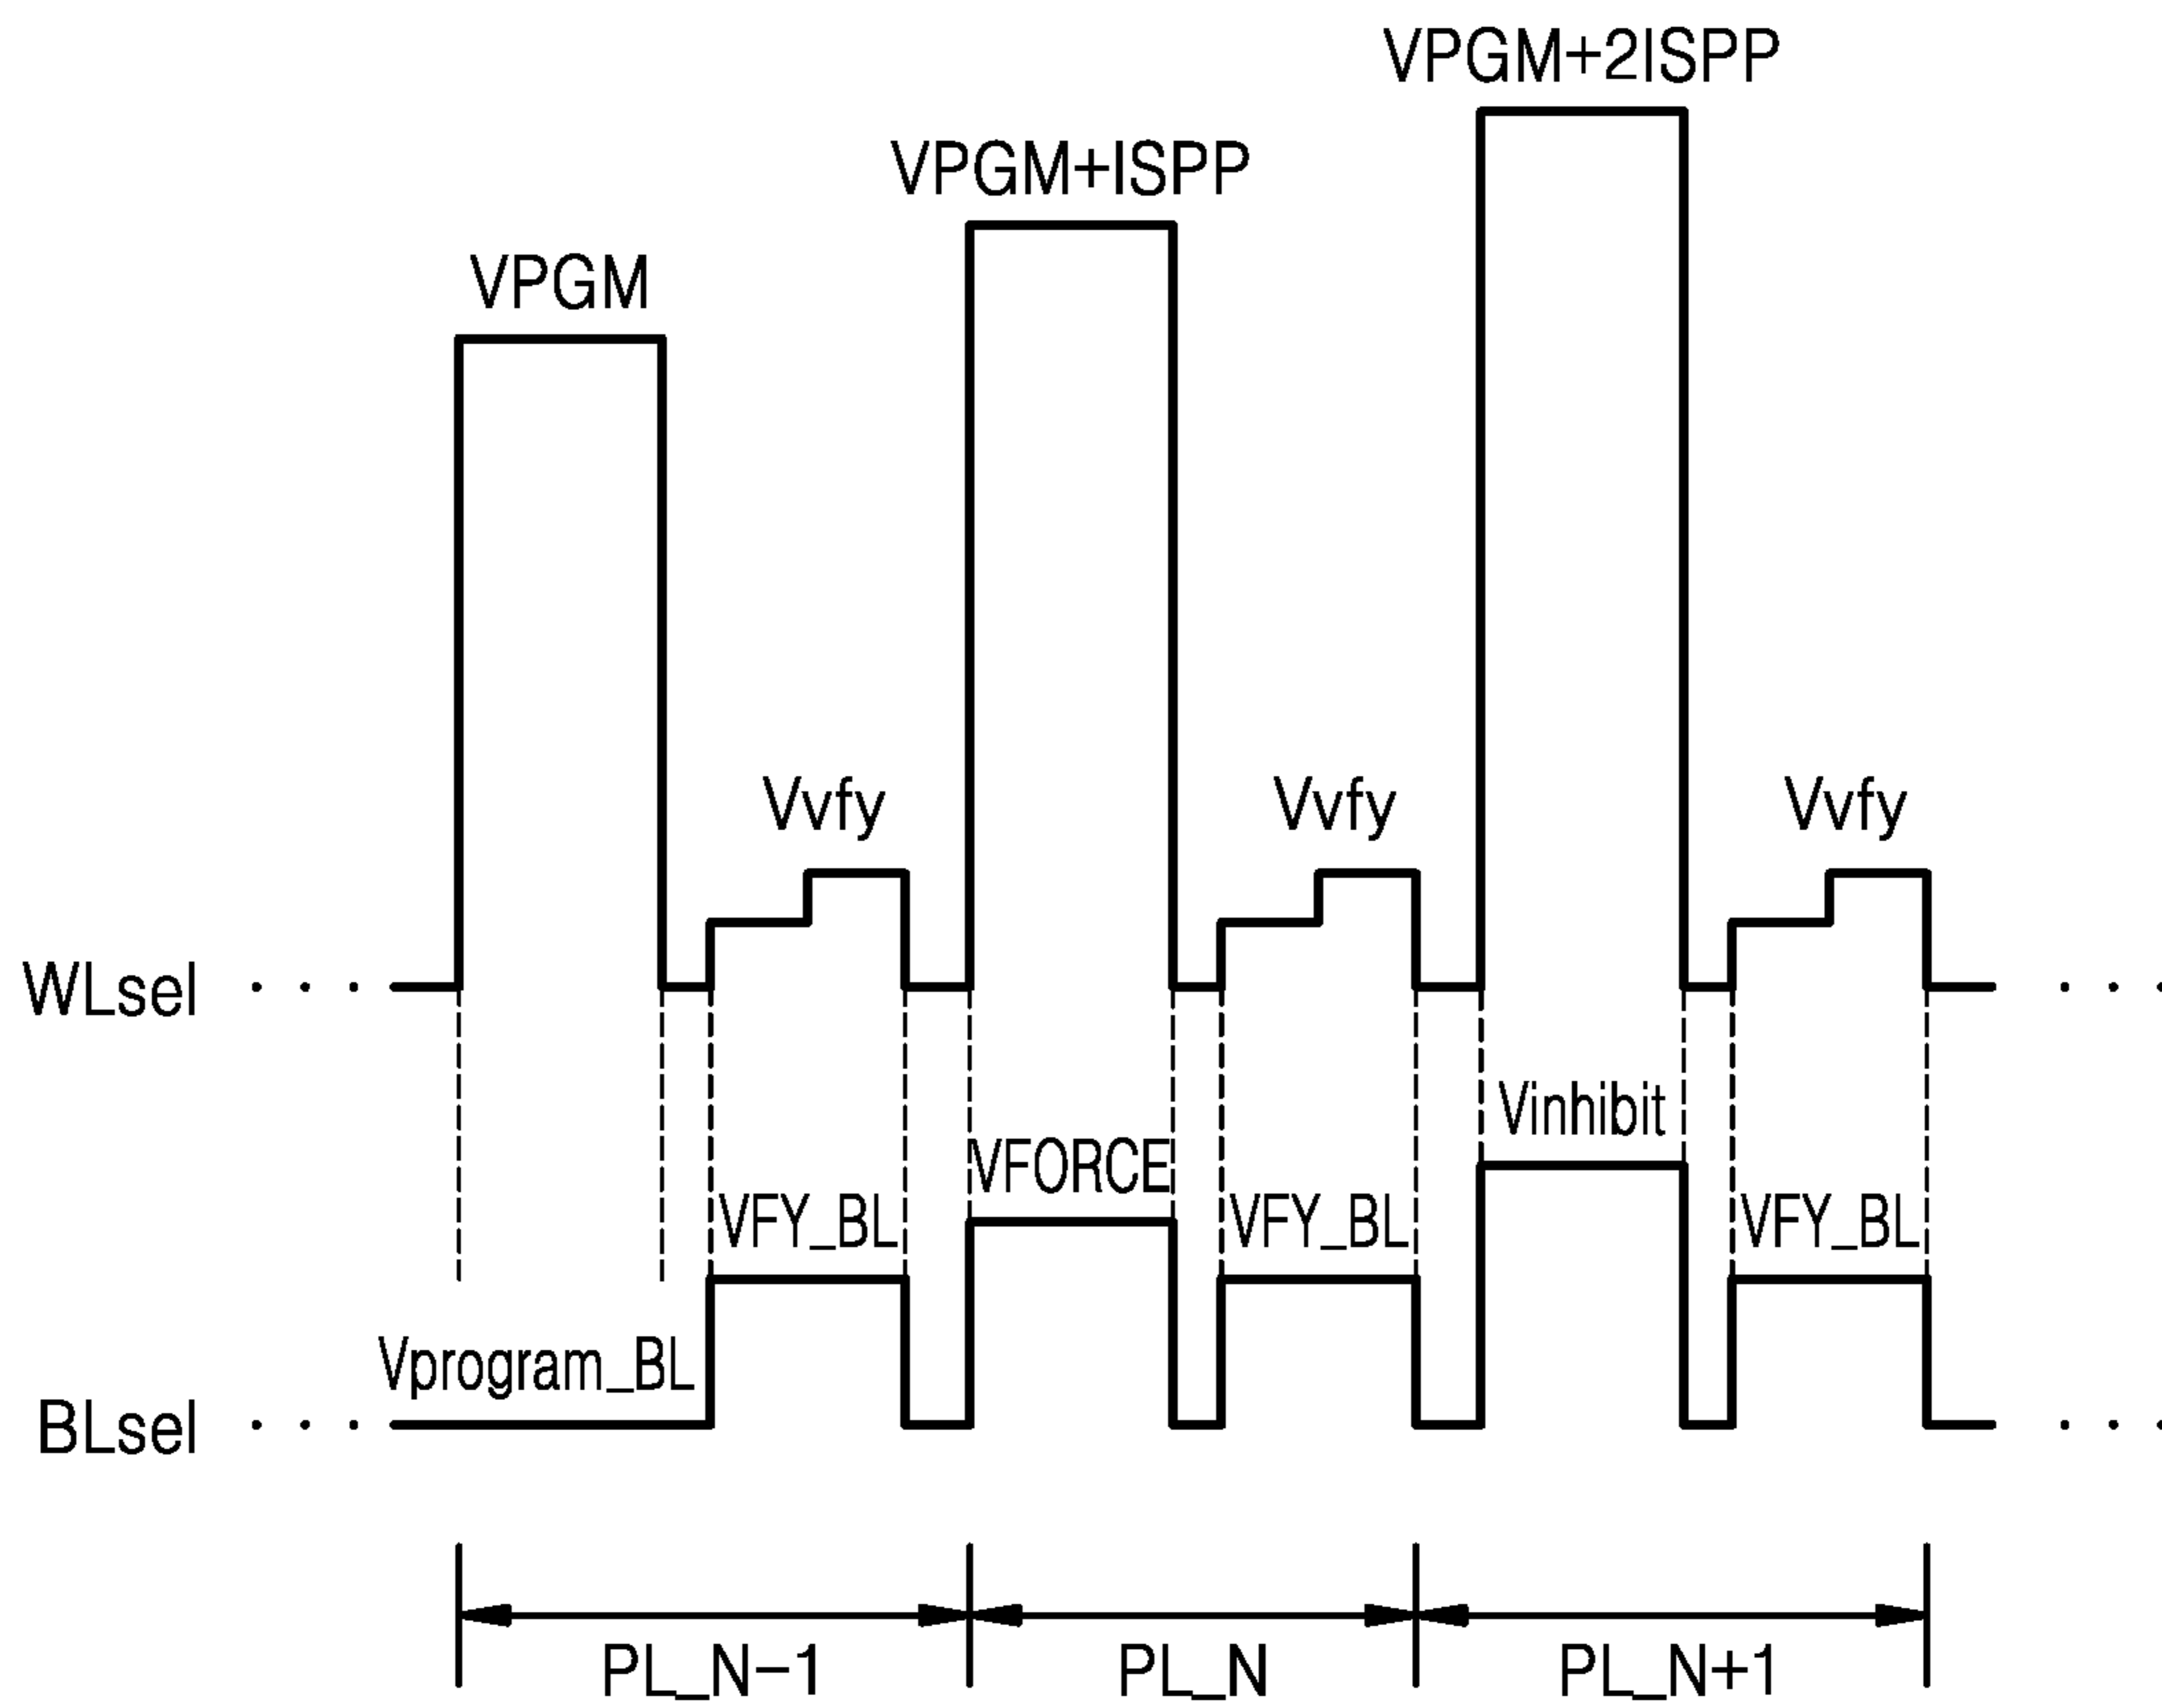 VPGM+2ISPP
VPGM+ISPP
VPGM
Vvfy Vvfy Vvfy
WLsel
Vinhibit
VFORCE
VFY_BL VFY_BL VFY_BL
Vprogram_BL
BLsel
PL_N-1 PL_N PL_N+1